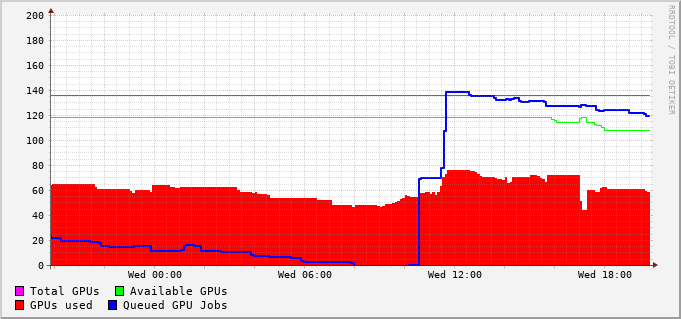 200
180
160
140
120
100
80
60
40
20
0
Wed 00:00 Wed 06:00 Wed 12:00 Wed 18:00
Total GPUs Available GPUs
GPUs used Queued GPU Jobs
RRDTOOL / TOBI OETIKER